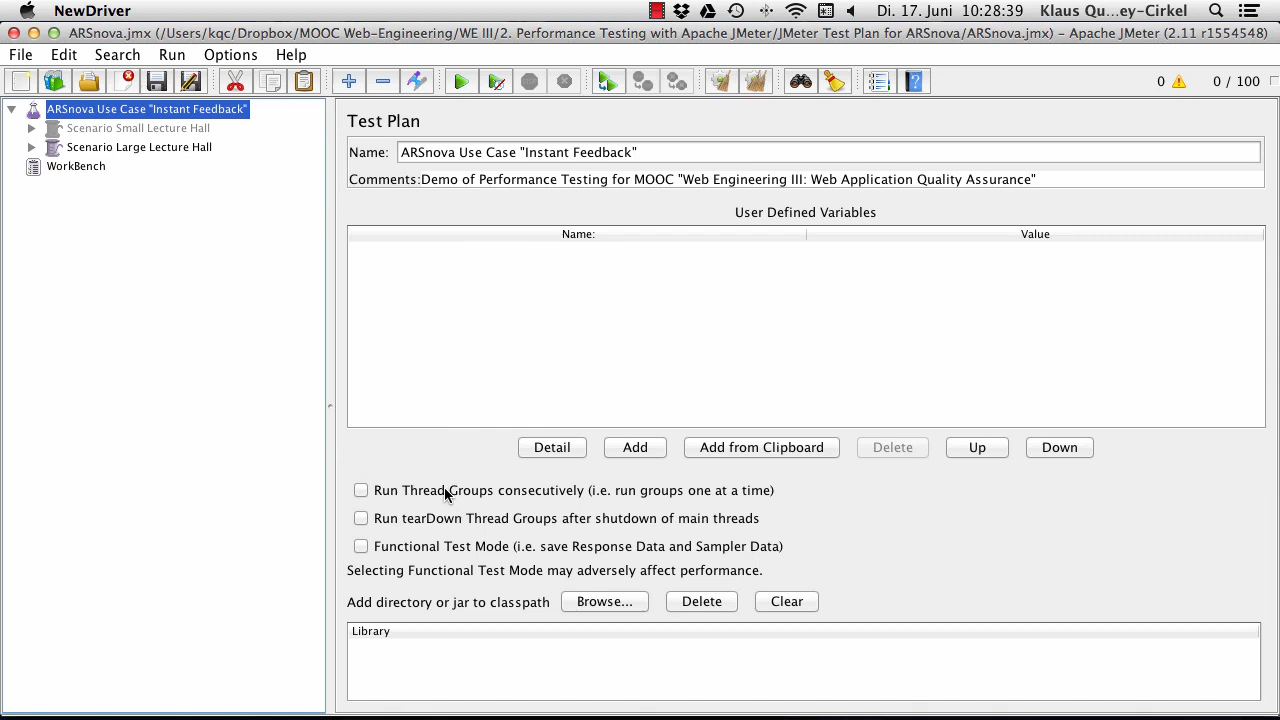 NewDriver Di. 17. Juni 10:28:39 Klaus Qu...ey-Cirkel
ARSnova.jmx (/Users/kqc/Dropbox/MOOC Web-Engineering/WE III/2. Performance Testing with Apache JMeter/JMeter Test Plan for ARSnova/ARSnova.jmx) - Apache JMeter (2.11 r1554548)
File Edit Search Run Options Help
0 0 / 100
ARSnova Use Case "Instant Feedback"
Scenario Small Lecture Hall
Scenario Large Lecture Hall
WorkBench
Test Plan
Name: ARSnova Use Case "Instant Feedback"
Comments: Demo of Performance Testing for MOOC "Web Engineering III: Web Application Quality Assurance"
User Defined Variables
Name: Value
Detail Add Add from Clipboard Delete Up Down
Run Thread Groups consecutively (i.e. run groups one at a time)
Run tearDown Thread Groups after shutdown of main threads
Functional Test Mode (i.e. save Response Data and Sampler Data)
Selecting Functional Test Mode may adversely affect performance.
Add directory or jar to classpath Browse... Delete Clear
Library